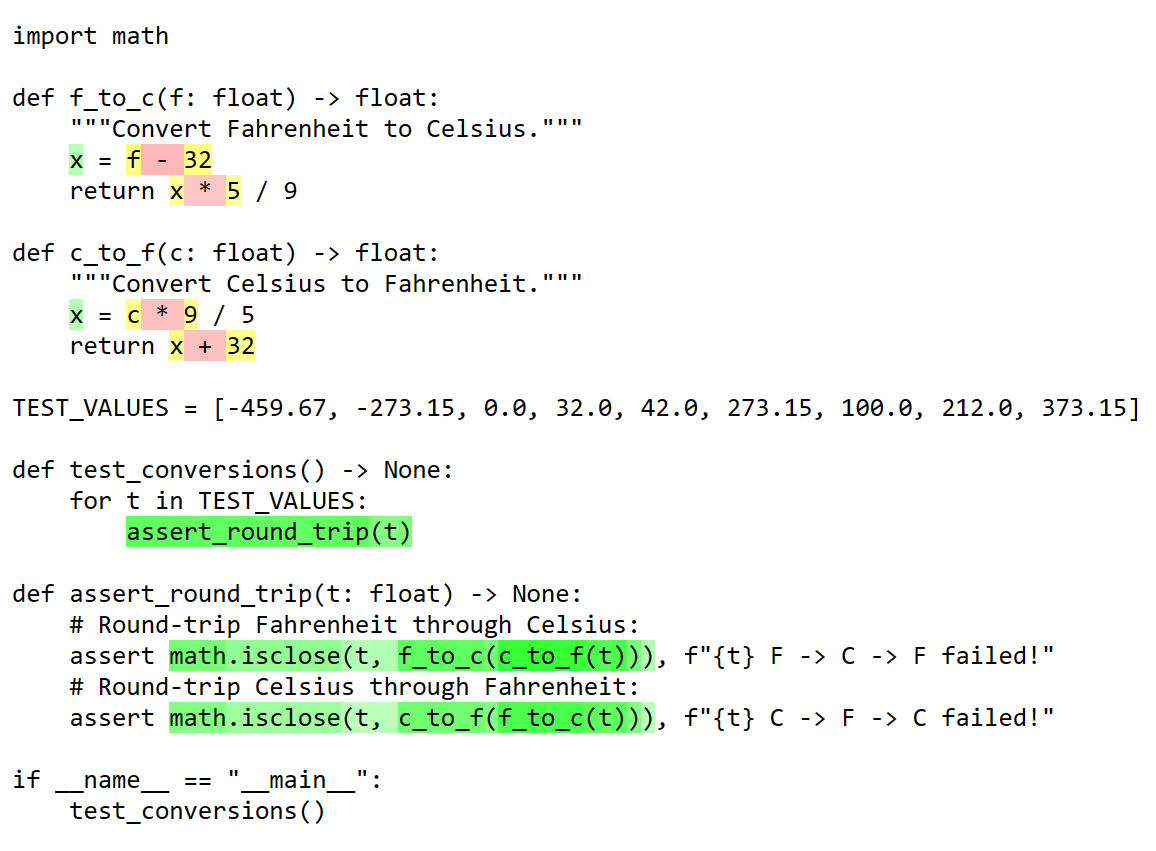 import math

def f_to_c(f: float) -> float:
    """Convert Fahrenheit to Celsius."""
    x = f - 32
    return x * 5 / 9

def c_to_f(c: float) -> float:
    """Convert Celsius to Fahrenheit."""
    x = c * 9 / 5
    return x + 32

TEST_VALUES = [-459.67, -273.15, 0.0, 32.0, 42.0, 273.15, 100.0, 212.0, 373.15]

def test_conversions() -> None:
    for t in TEST_VALUES:
        assert_round_trip(t)

def assert_round_trip(t: float) -> None:
    # Round-trip Fahrenheit through Celsius:
    assert math.isclose(t, f_to_c(c_to_f(t))), f"{t} F -> C -> F failed!"
    # Round-trip Celsius through Fahrenheit:
    assert math.isclose(t, c_to_f(f_to_c(t))), f"{t} C -> F -> C failed!"

if __name__ == "__main__":
    test_conversions()